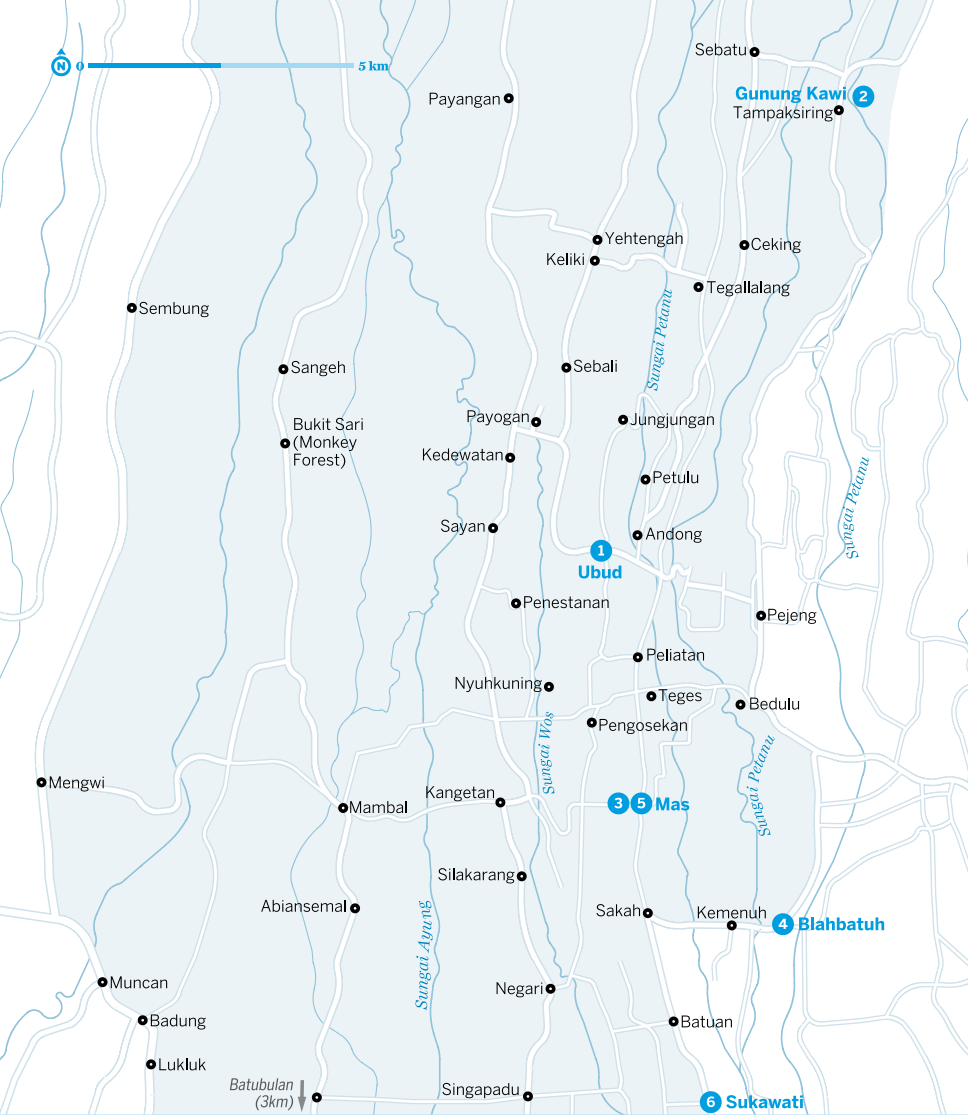 Sebatu
N 0 5 km
Gunung Kawi 2
Payangan
Tampaksiring
Yehtengah
Ceking
Keliki
Tegallalang
Sembung
Sungai Petanu
Sangeh
Sebali
Payogan
Jungjungan
Bukit Sari
(Monkey
Forest)
Kedewatan
Petulu
Sungai Petanu
Sayan
Andong
1
Ubud
Penestanan
Pejeng
Peliatan
Nyuhkuning
Teges
Bedulu
Pengosekan
Sungai Wos
Sungai Petanu
Mengwi
Kangetan
Mambal
3 5 Mas
Silakarang
Abiansemal
Sakah
Kemenuh
4 Blahbatuh
Sungai Ayung
Muncan
Negari
Badung
Batuan
Lukluk
Batubulan
(3km)
Singapadu
6 Sukawati